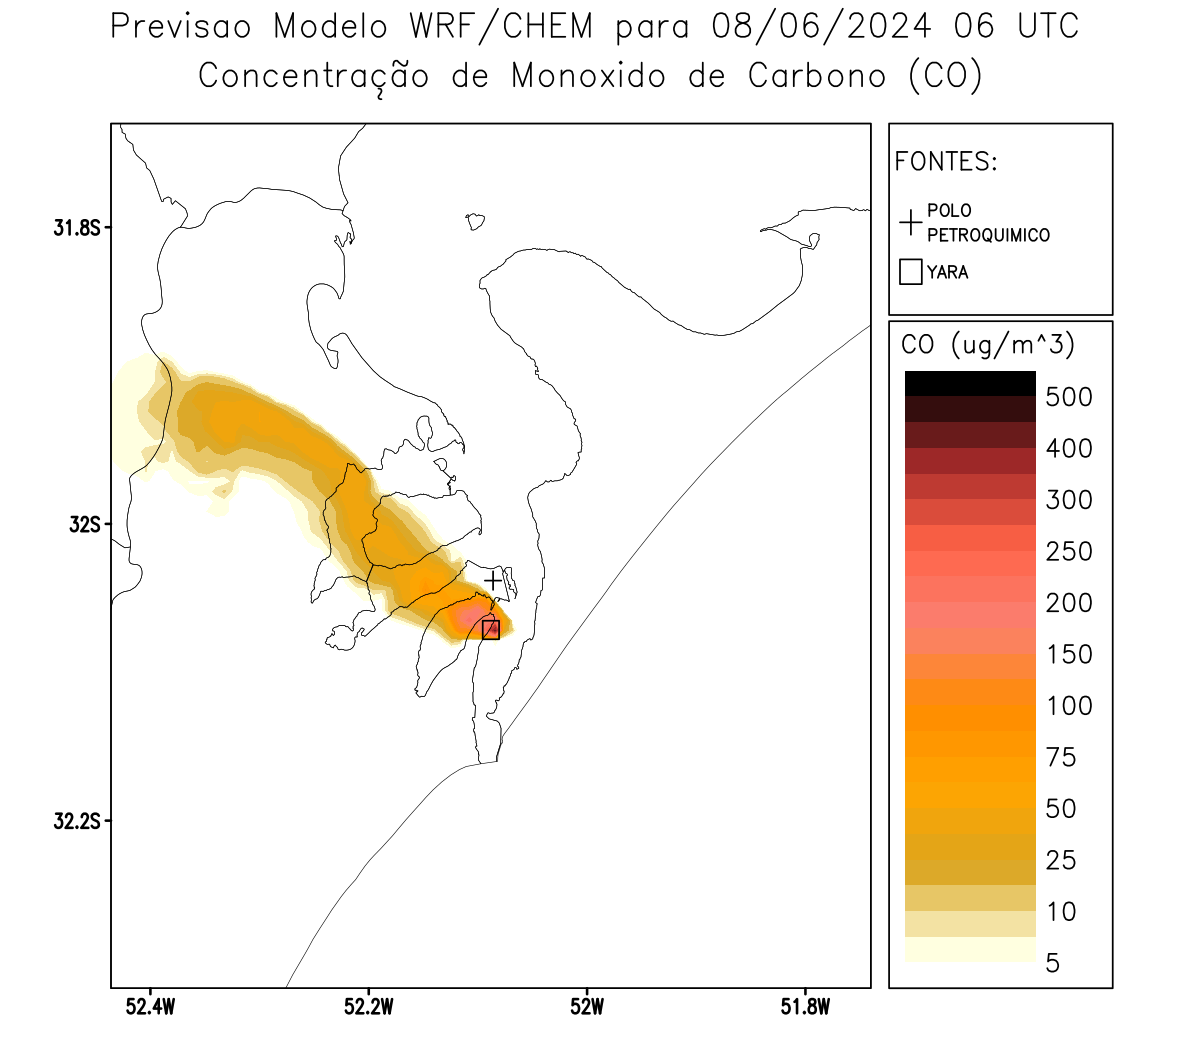 Previsao Modelo WRF/CHEM para 08/06/2024 06 UTC
Concentração de Monoxido de Carbono (CO)
FONTES:
POLO
PETROQUIMICO
YARA
CO (ug/m^3)
500
400
300
250
200
150
100
75
50
25
10
5
31.8S
32S
32.2S
52.4W
52.2W
52W
51.8W